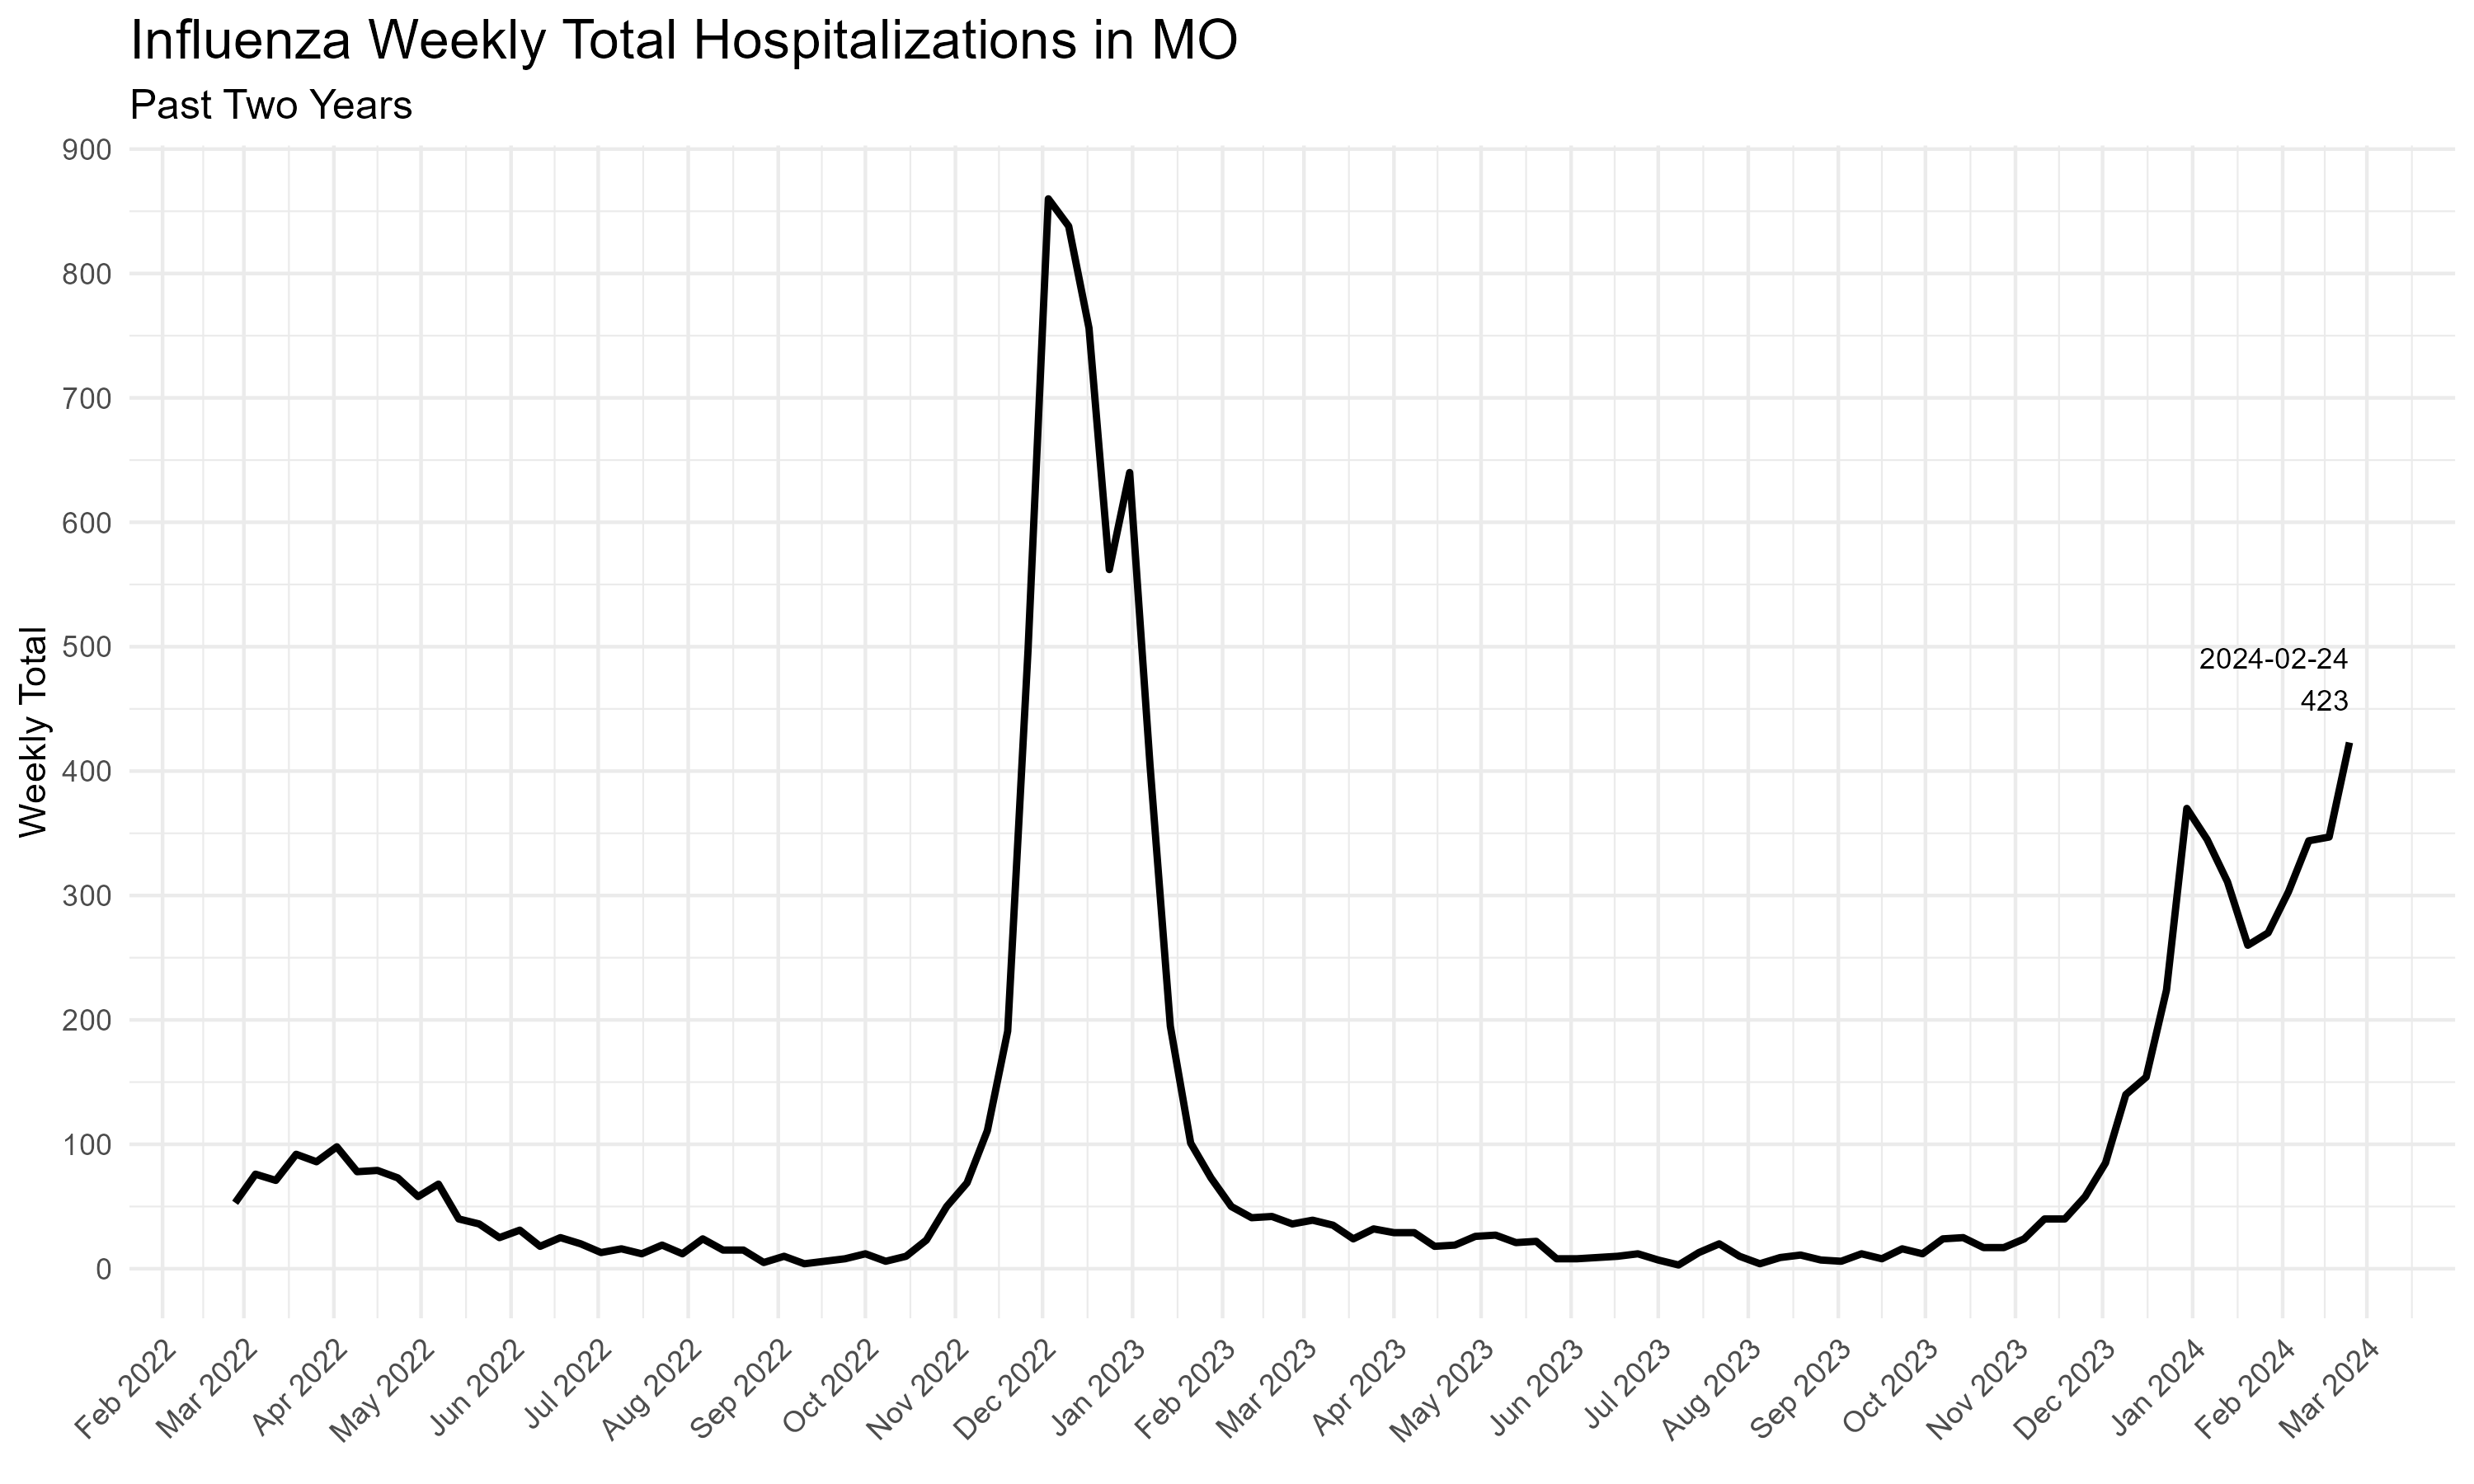 Influenza Weekly Total Hospitalizations in MO
Past Two Years
Weekly Total
900
800
700
600
500
400
300
200
100
0
2024-02-24
423
Feb 2022
Mar 2022
Apr 2022
May 2022
Jun 2022
Jul 2022
Aug 2022
Sep 2022
Oct 2022
Nov 2022
Dec 2022
Jan 2023
Feb 2023
Mar 2023
Apr 2023
May 2023
Jun 2023
Jul 2023
Aug 2023
Sep 2023
Oct 2023
Nov 2023
Dec 2023
Jan 2024
Feb 2024
Mar 2024